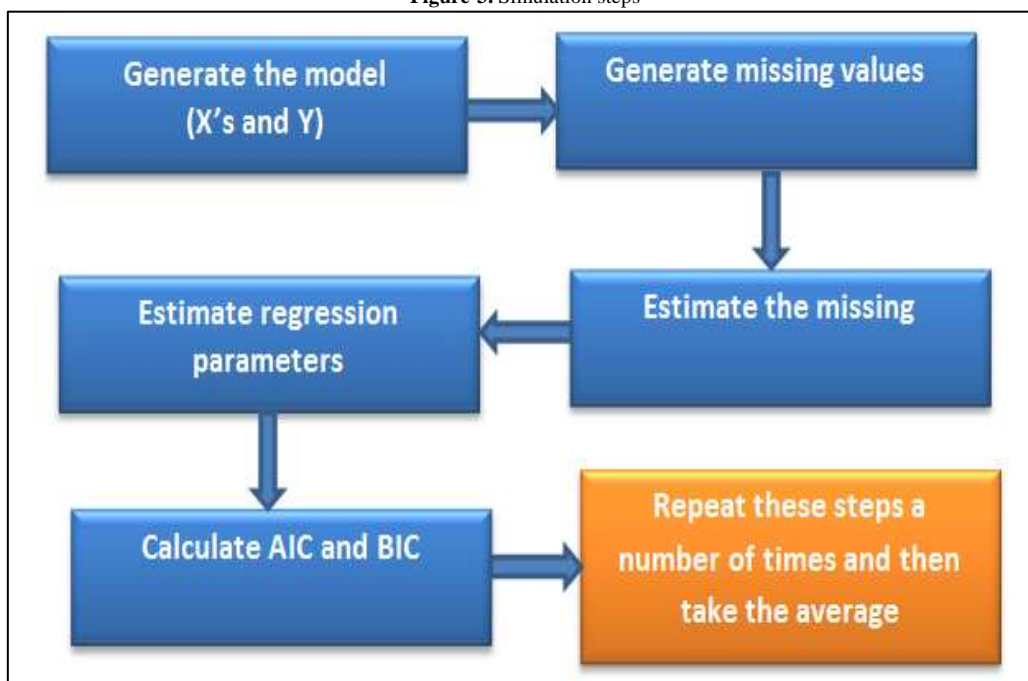 Figure 3. Simulation steps
Generate the model
(X's and Y)
Generate missing values
Estimate the missing
Estimate regression
parameters
Calculate AIC and BIC
Repeat these steps a
number of times and then
take the average